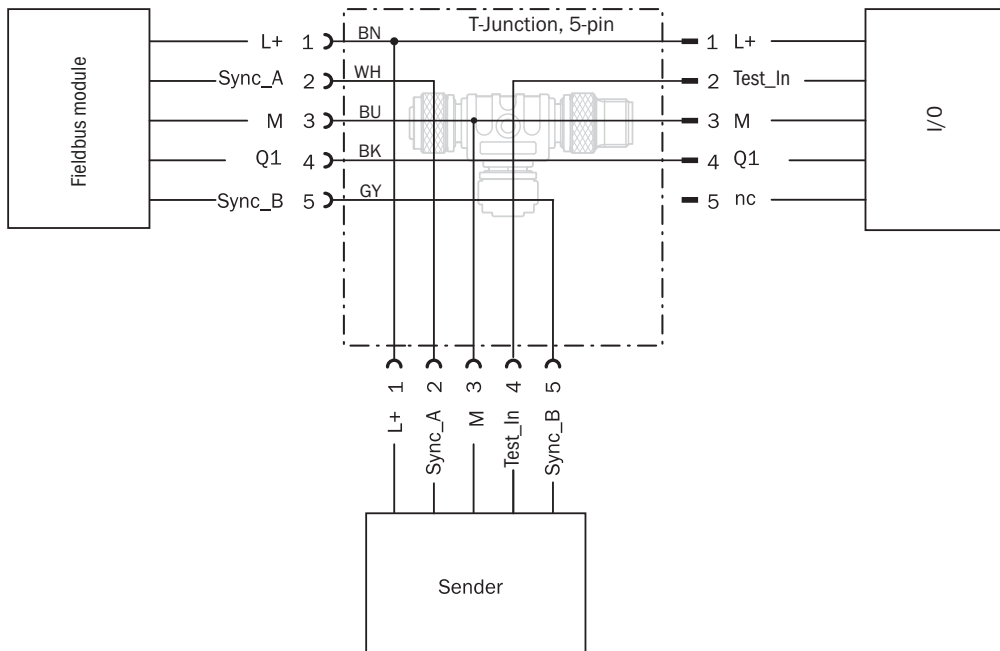 T-Junction, 5-pin
Fieldbus module
L+ 1 BN
Sync_A 2 WH
M 3 BU
Q1 4 BK
Sync_B 5 GY
1 L+
2 Test_In
3 M
4 Q1
5 nc
I/O
1 L+
2 Sync_A
3 M
4 Test_In
5 Sync_B
Sender